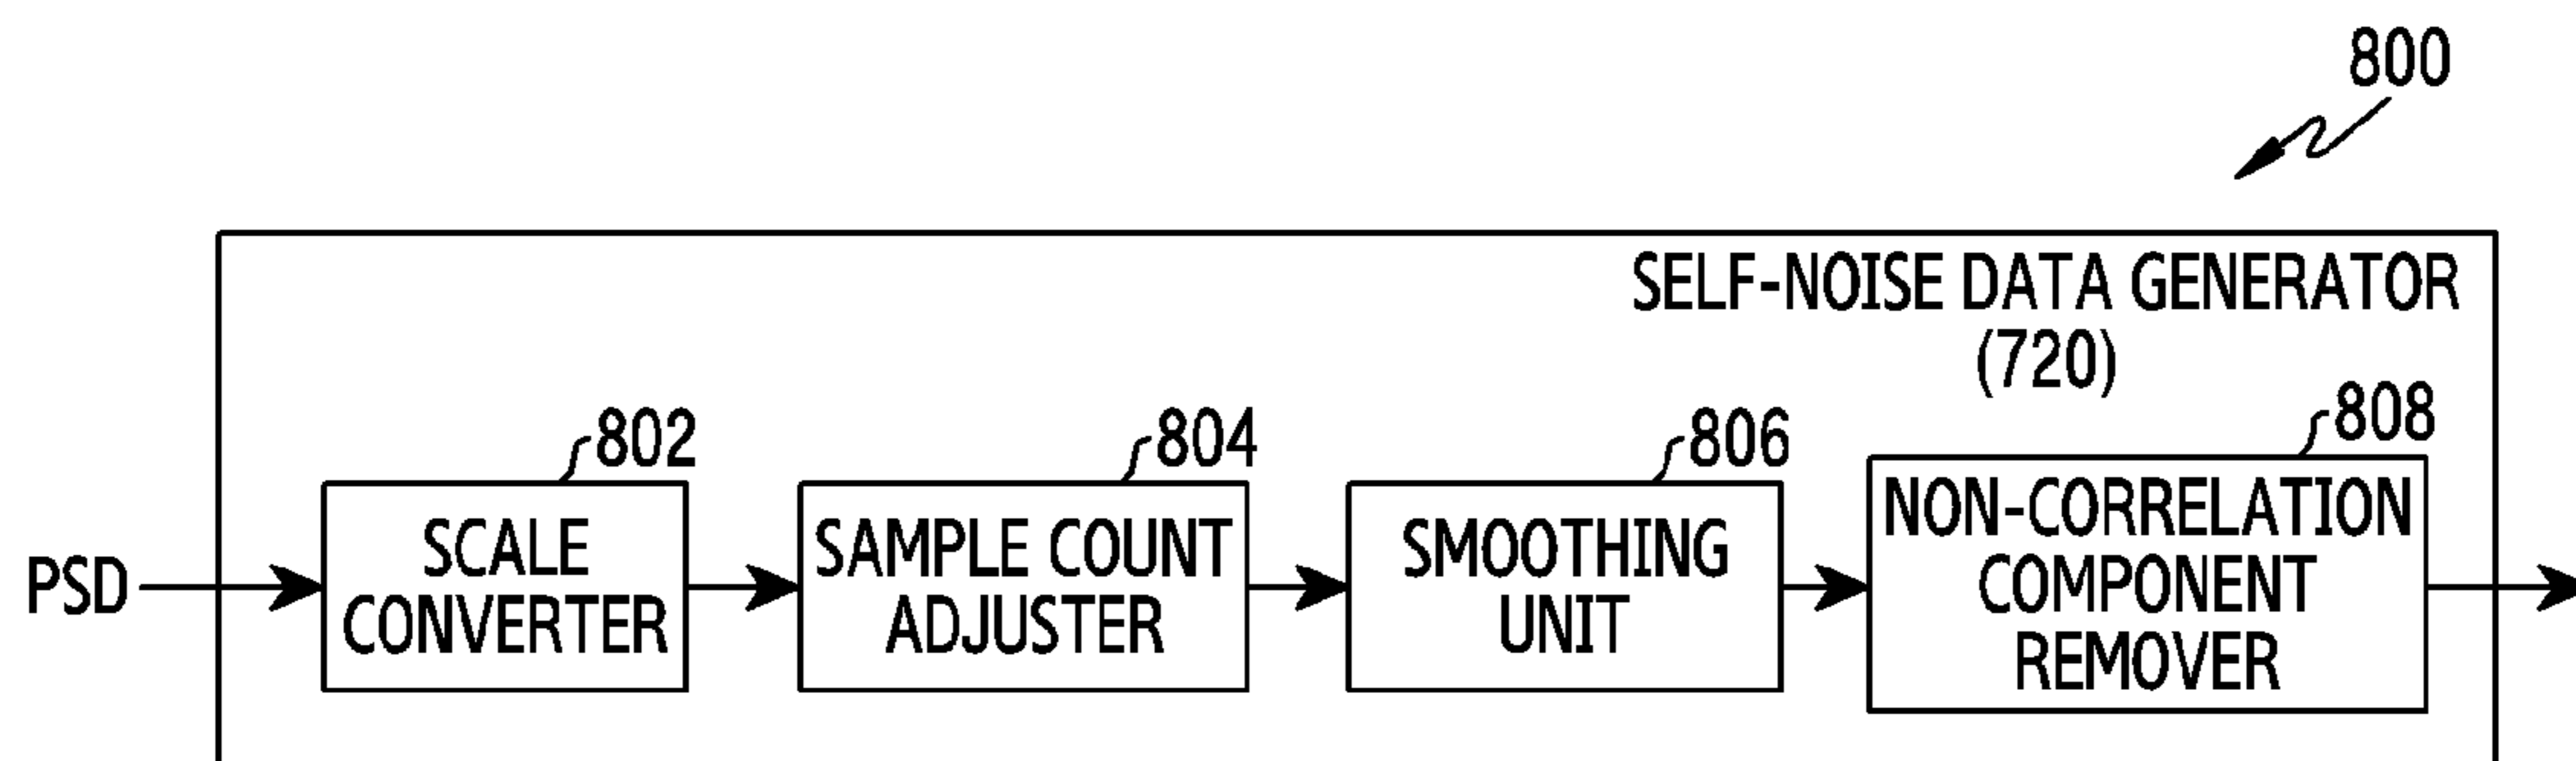 800
SELF-NOISE DATA GENERATOR
(720)
802
804
806
808
PSD
SCALE
CONVERTER
SAMPLE COUNT
ADJUSTER
SMOOTHING
UNIT
NON-CORRELATION
COMPONENT
REMOVER